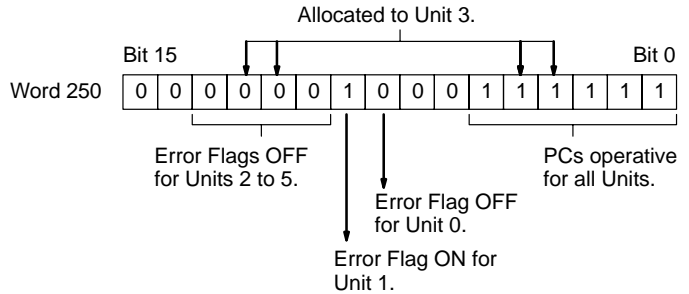 Allocated to Unit 3.
Bit 15 Bit 0
Word 250 0 0 0 0 0 0 1 0 0 0 1 1 1 1 1 1
Error Flags OFF
for Units 2 to 5.
PCs operative
for all Units.
Error Flag OFF
for Unit 0.
Error Flag ON for
Unit 1.